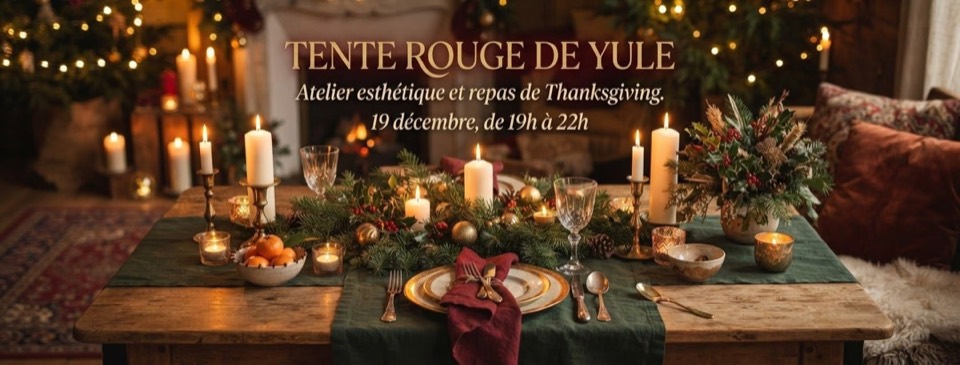 TENTE ROUGE DE YULE
Atelier esthétique et repas de Thanksgiving.
19 décembre, de 19h à 22h